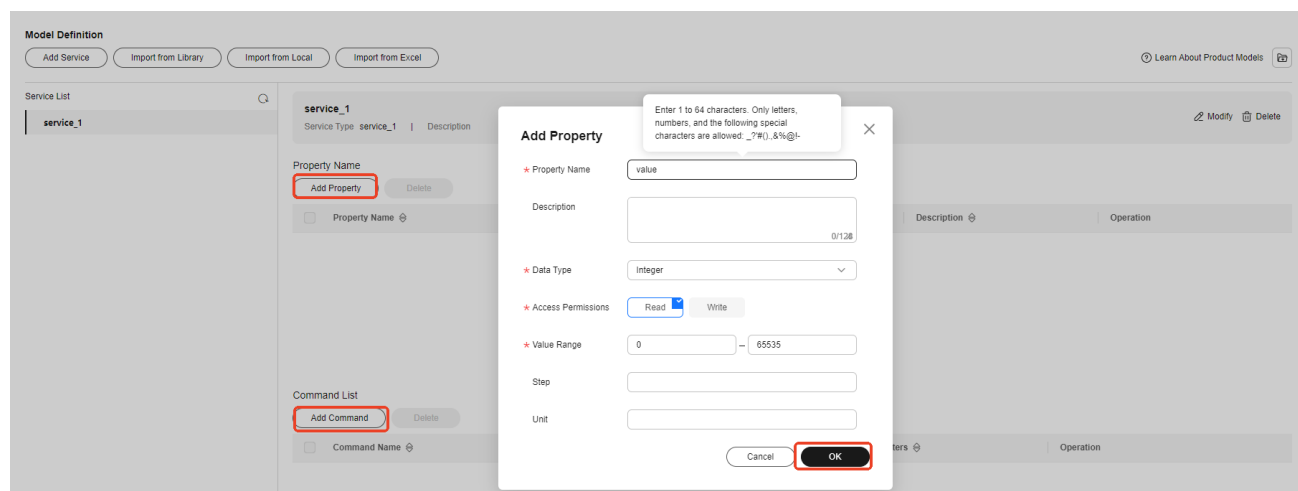 Model Definition
Add Service Import from Library Import from Local Import from Excel Learn About Product Models
Service List
service_1
service_1
Service Type service_1 | Description
Modify Delete
Property Name
Add Property Delete
Property Name Description Operation
Add Property
Enter 1 to 64 characters. Only letters,
numbers, and the following special
characters are allowed: _?'#().,&%@!-
Property Name value
Description
0/128
Data Type Integer
Access Permissions Read Write
Value Range 0 – 65535
Step
Unit
Cancel OK
Command List
Add Command Delete
Command Name ters Operation